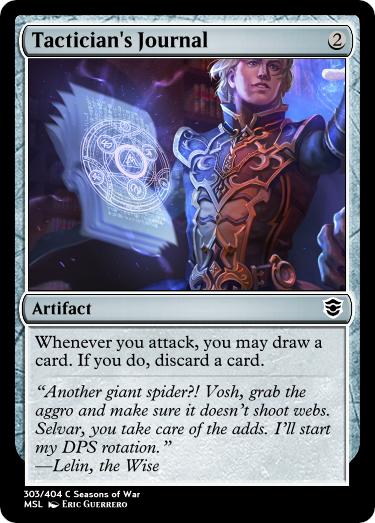 Tactician's Journal 2
Artifact
Whenever you attack, you may draw a
card. If you do, discard a card.
“Another giant spider?! Vosh, grab the
aggro and make sure it doesn’t shoot webs.
Selvar, you take care of the adds. I’ll start
my DPS rotation.”
—Lelin, the Wise
303/404 C Seasons of War
MSL Eric Guerrero